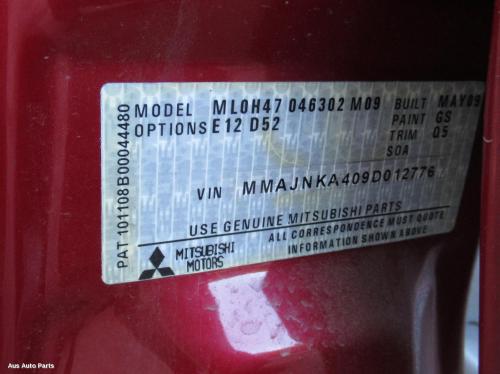 MODEL ML0H47 046302 M09 BUILT MAY09
OPTIONS E12 D52 PAINT GS
TRIM 05
SOA
VIN MMAJNKA409D012776
USE GENUINE MITSUBISHI PARTS
ALL CORRESPONDENCE MUST QUOTE
INFORMATION SHOWN ABOVE
MITSUBISHI
MOTORS
PAT 101108B00044480
Aus Auto Parts